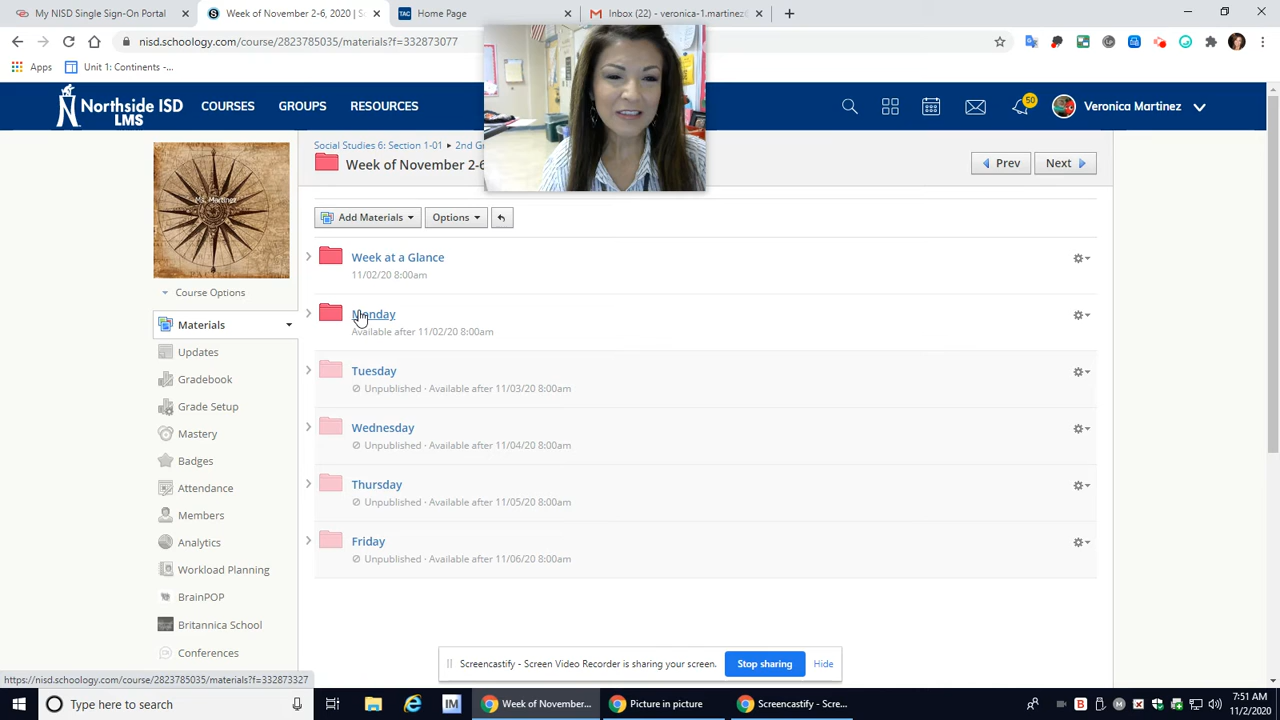 My NISD Single Sign-On Portal
Week of November 2-6, 2020 | S
TAC Home Page
Inbox (22) - veronica-1.martinez
nisd.schoology.com/course/2823785035/materials?f=332873077
Apps
Unit 1: Continents -...
Northside ISD
LMS
COURSES
GROUPS
RESOURCES
50
Veronica Martinez
Ms. Martinez
Social Studies 6: Section 1-01
2nd Gr
Week of November 2-6
Prev
Next
Add Materials
Options
Course Options
Materials
Updates
Gradebook
Grade Setup
Mastery
Badges
Attendance
Members
Analytics
Workload Planning
BrainPOP
Britannica School
Conferences
Week at a Glance
11/02/20 8:00am
Monday
Available after 11/02/20 8:00am
Tuesday
Unpublished · Available after 11/03/20 8:00am
Wednesday
Unpublished · Available after 11/04/20 8:00am
Thursday
Unpublished · Available after 11/05/20 8:00am
Friday
Unpublished · Available after 11/06/20 8:00am
Screencastify - Screen Video Recorder is sharing your screen.
Stop sharing
Hide
https://nisdschoology.com/course/2823785035/materials?f=332873327
Type here to search
IM
Week of November...
Picture in picture
Screencastify - Scre...
7:51 AM
11/2/2020